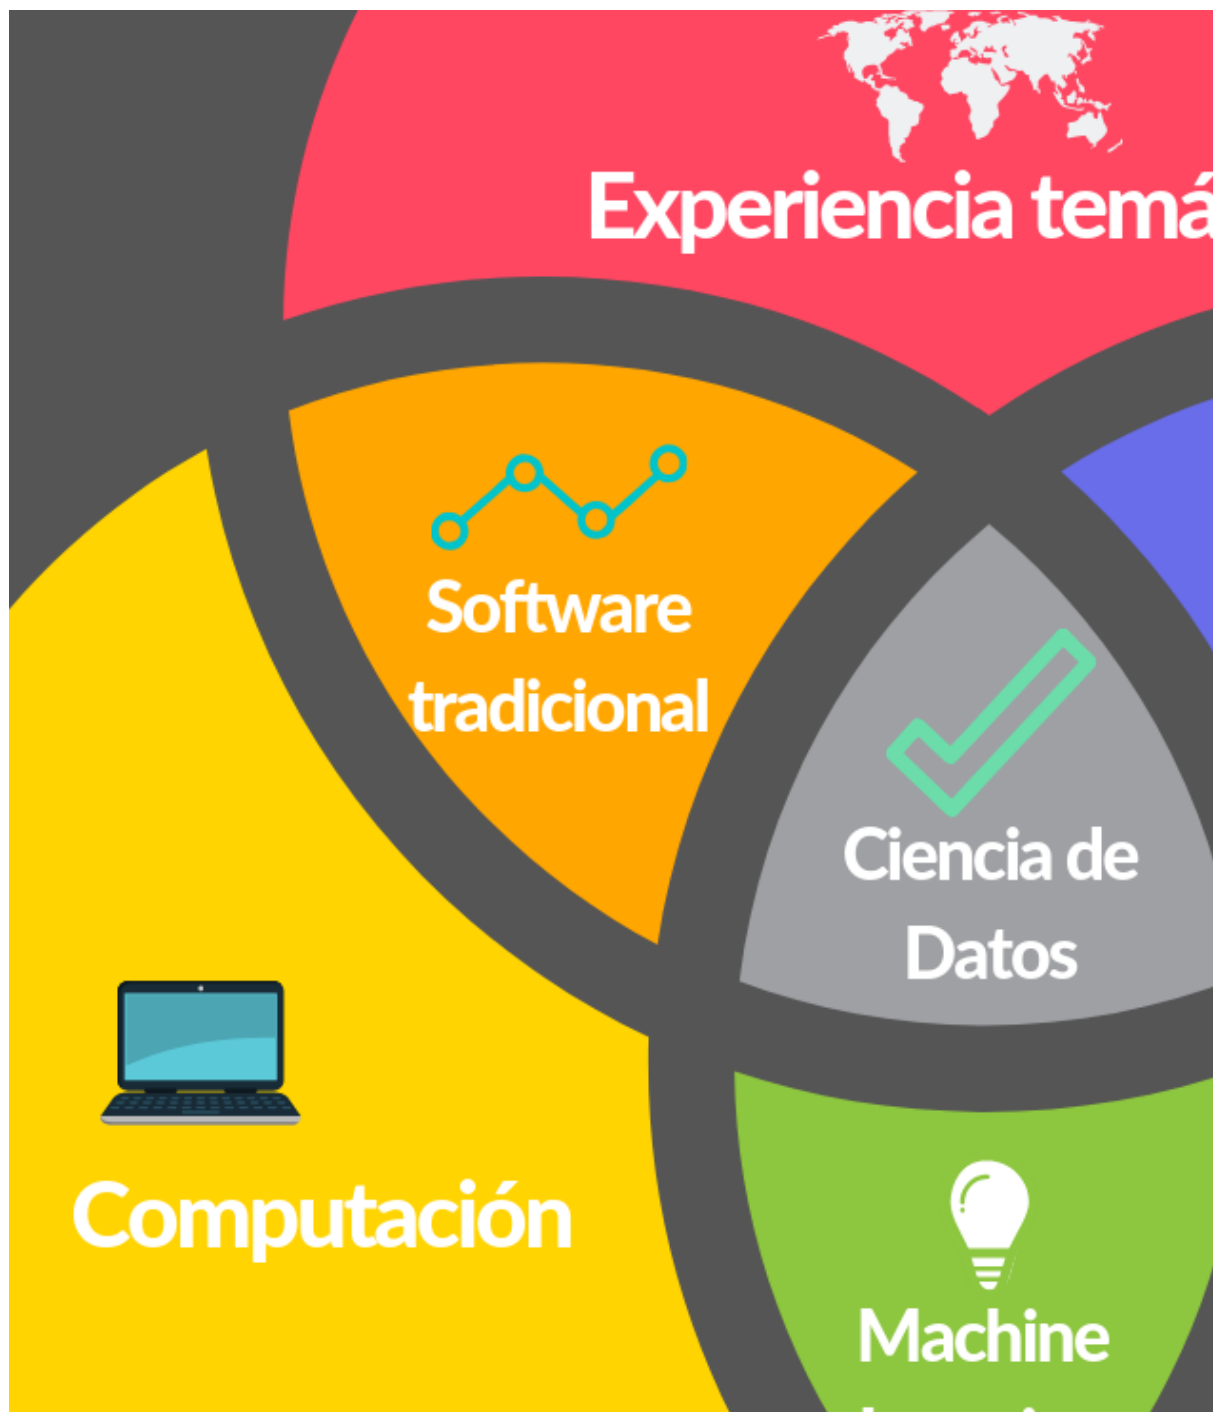 Experiencia temá
Software
tradicional
Ciencia de
Datos
Computación
Machine